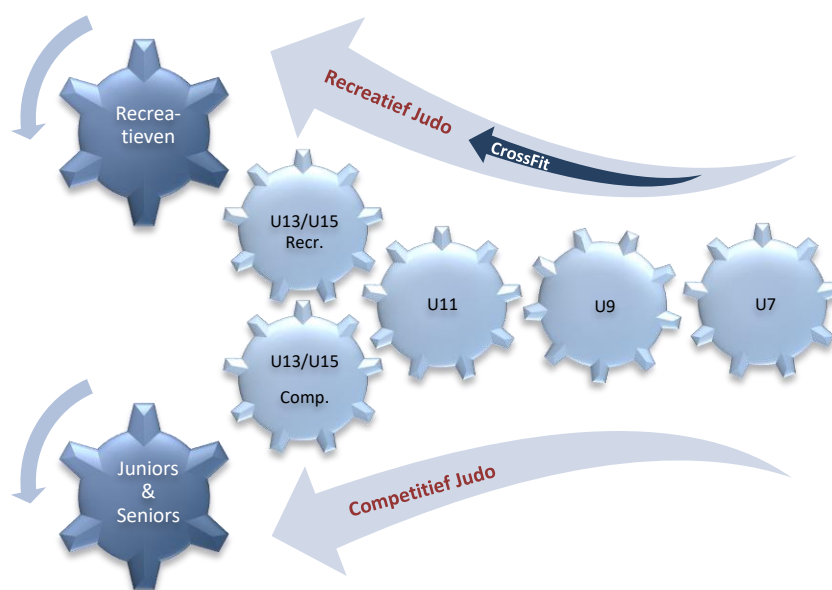 Recrea-
tieven
Recreatief Judo
CrossFit
U13/U15
Recr.
U11
U9
U7
U13/U15
Comp.
Juniors
&
Seniors
Competitief Judo